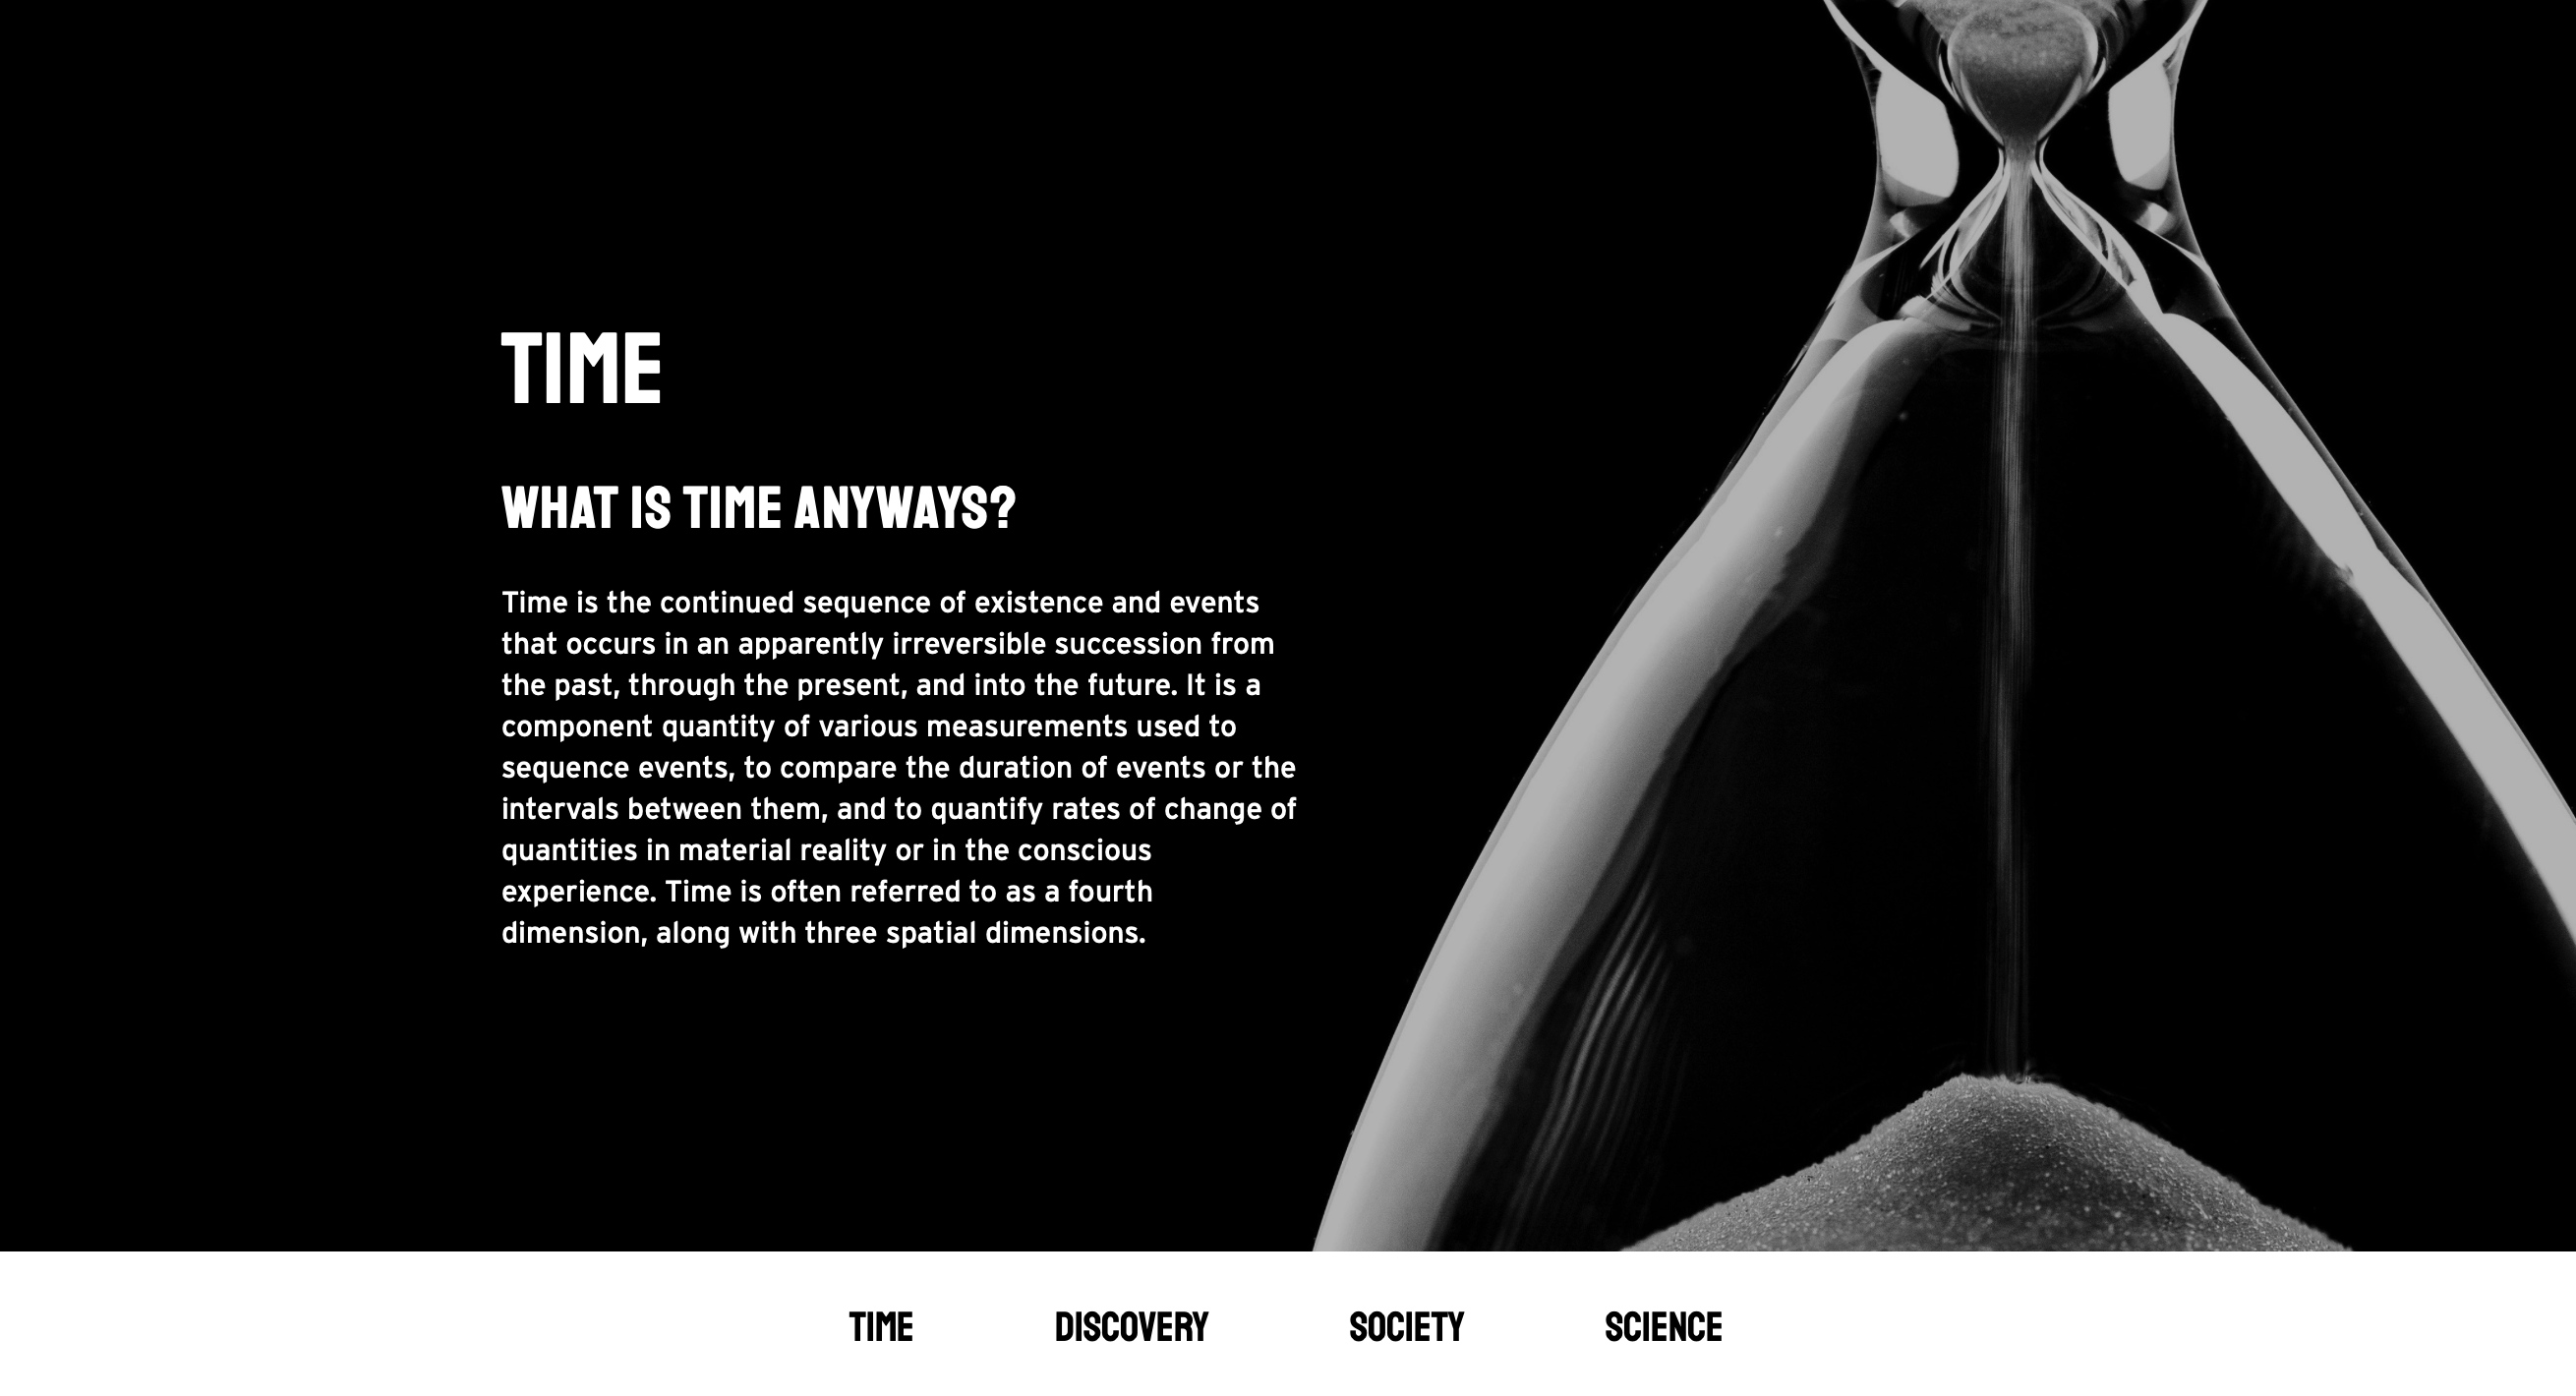 TIME
WHAT IS TIME ANYWAYS?
Time is the continued sequence of existence and events
that occurs in an apparently irreversible succession from
the past, through the present, and into the future. It is a
component quantity of various measurements used to
sequence events, to compare the duration of events or the
intervals between them, and to quantify rates of change of
quantities in material reality or in the conscious
experience. Time is often referred to as a fourth
dimension, along with three spatial dimensions.
TIME DISCOVERY SOCIETY SCIENCE